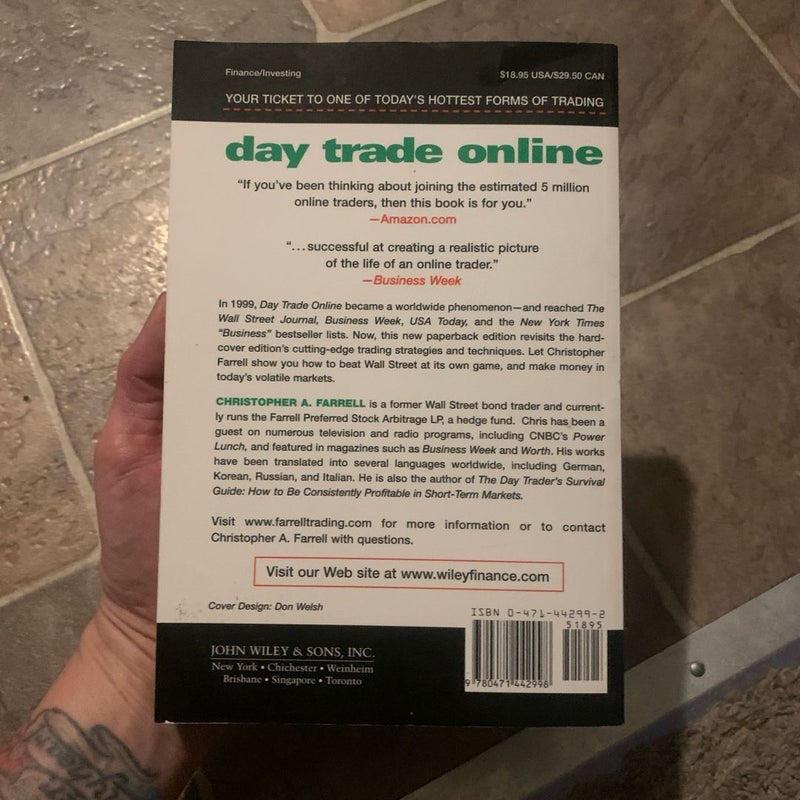 Finance/Investing
$18.95 USA/$29.50 CAN
YOUR TICKET TO ONE OF TODAY'S HOTTEST FORMS OF TRADING
day trade online
“If you've been thinking about joining the estimated 5 million
online traders, then this book is for you.”
—Amazon.com
“...successful at creating a realistic picture
of the life of an online trader.”
—Business Week
In 1999, Day Trade Online became a worldwide phenomenon—and reached The
Wall Street Journal, Business Week, USA Today, and the New York Times
“Business” bestseller lists. Now, this new paperback edition revisits the hard-
cover edition's cutting-edge trading strategies and techniques. Let Christopher
Farrell show you how to beat Wall Street at its own game, and make money in
today's volatile markets.
CHRISTOPHER A. FARRELL is a former Wall Street bond trader and current-
ly runs the Farrell Preferred Stock Arbitrage LP, a hedge fund. Chris has been a
guest on numerous television and radio programs, including CNBC's Power
Lunch, and featured in magazines such as Business Week and Worth. His works
have been translated into several languages worldwide, including German,
Korean, Russian, and Italian. He is also the author of The Day Trader's Survival
Guide: How to Be Consistently Profitable in Short-Term Markets.
Visit www.farrelltrading.com for more information or to contact
Christopher A. Farrell with questions.
Visit our Web site at www.wileyfinance.com
Cover Design: Don Welsh
ISBN 0-471-44299-2
51895
9 780471 442998
JOHN WILEY & SONS, INC.
New York • Chichester • Weinheim
Brisbane • Singapore • Toronto